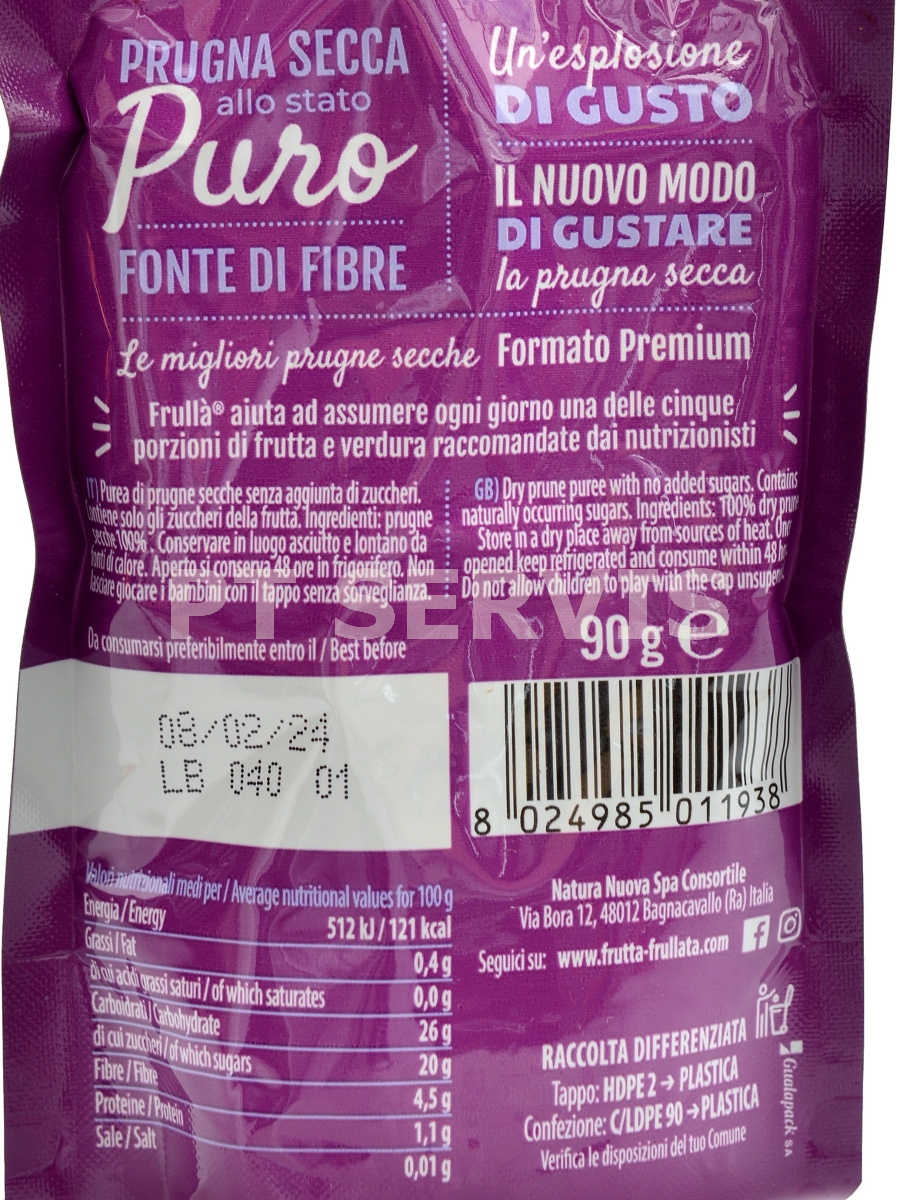 PRUGNA SECCA
allo stato
Puro
FONTE DI FIBRE
Un'esplosione
DI GUSTO
IL NUOVO MODO
DI GUSTARE
la prugna secca
Le migliori prugne secche Formato Premium
Frullà® aiuta ad assumere ogni giorno una delle cinque
porzioni di frutta e verdura raccomandate dai nutrizionisti
IT) Purea di prugne secche senza aggiunta di zuccheri.
Contiene solo gli zuccheri della frutta. Ingredienti: prugne
secche 100%. Conservare in luogo asciutto e lontano da
fonti di calore. Aperto si conserva 48 ore in frigorifero. Non
lasciare giocare i bambini con il tappo senza sorveglianza.
GB) Dry prune puree with no added sugars. Contains
naturally occurring sugars. Ingredients: 100% dry prune
Store in a dry place away from sources of heat. Once
opened keep refrigerated and consume within 48 h
Do not allow children to play with the cap
PT SERVIS
Da consumarsi preferibilmente entro il / Best before
90 g e
08/02/24
LB 040 01
8 024985 011938
Valori nutrizionali medi per / Average nutritional values for 100 g
Energia / Energy 512 kJ / 121 kcal
Grassi / Fat 0,4 g
di cui acidi grassi saturi / of which saturates 0,0 g
Carboidrati / Carbohydrate 26 g
di cui zuccheri / of which sugars 20 g
Fibre / Fibre 4,5 g
Proteine / Protein 1,1 g
Sale / Salt 0,01 g
Natura Nuova Spa Consortile
Via Bora 12, 48012 Bagnacavallo (Ra) Italia
Seguici su: www.frutta-frullata.com
RACCOLTA DIFFERENZIATA
Tappo: HDPE 2 → PLASTICA
Confezione: C/LDPE 90 → PLASTICA
Verifica le disposizioni del tuo Comune
Gualapack SA